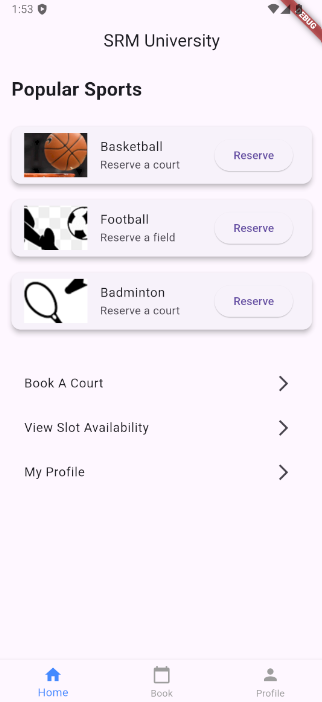 1:53
DEBUG
SRM University
Popular Sports
Basketball
Reserve a court
Reserve
Football
Reserve a field
Reserve
Badminton
Reserve a court
Reserve
Book A Court
View Slot Availability
My Profile
Home
Book
Profile